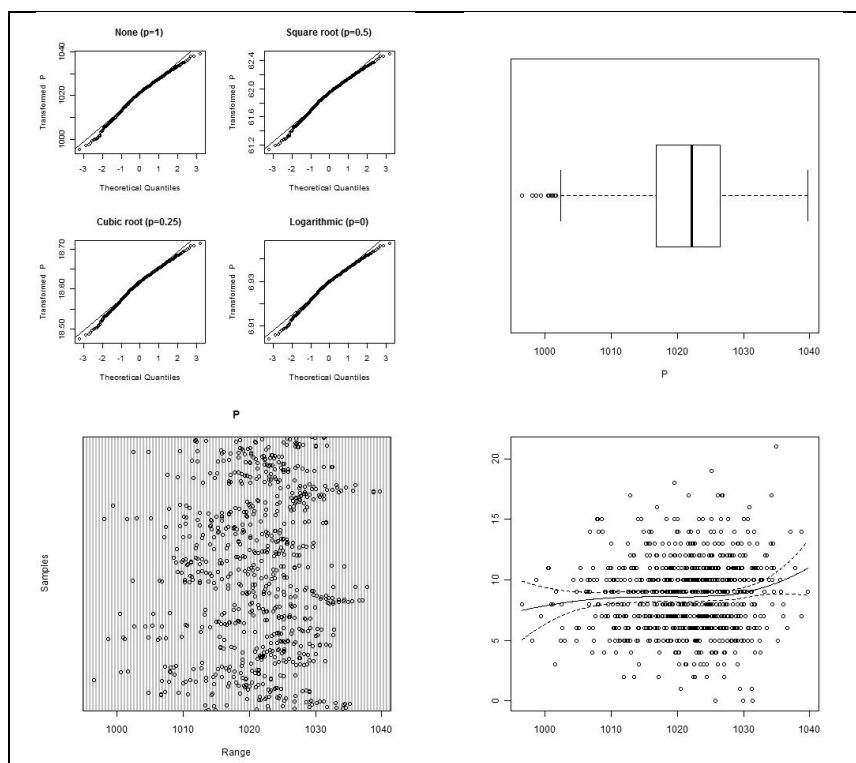 None (p=1)
Transformed P
1000 1020 1040
-3 -2 -1 0 1 2 3
Theoretical Quantiles
Square root (p=0.5)
Transformed P
61.2 61.6 62.0 62.4
-3 -2 -1 0 1 2 3
Theoretical Quantiles
Cubic root (p=0.25)
Transformed P
18.50 18.60 18.70
-3 -2 -1 0 1 2 3
Theoretical Quantiles
Logarithmic (p=0)
Transformed P
6.91 6.93
-3 -2 -1 0 1 2 3
Theoretical Quantiles
1000 1010 1020 1030 1040
P
P
Samples
1000 1010 1020 1030 1040
Range
20
15
10
5
0
1000 1010 1020 1030 1040